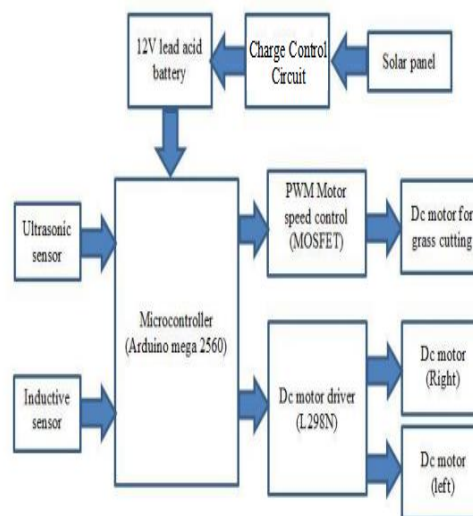 12V lead acid
battery
Charge Control
Circuit
Solar panel
Ultrasonic
sensor
Inductive
sensor
Microcontroller
(Arduino mega 2560)
PWM Motor
speed control
(MOSFET)
Dc motor for
grass cutting
Dc motor driver
(L298N)
Dc motor
(Right)
Dc motor
(left)